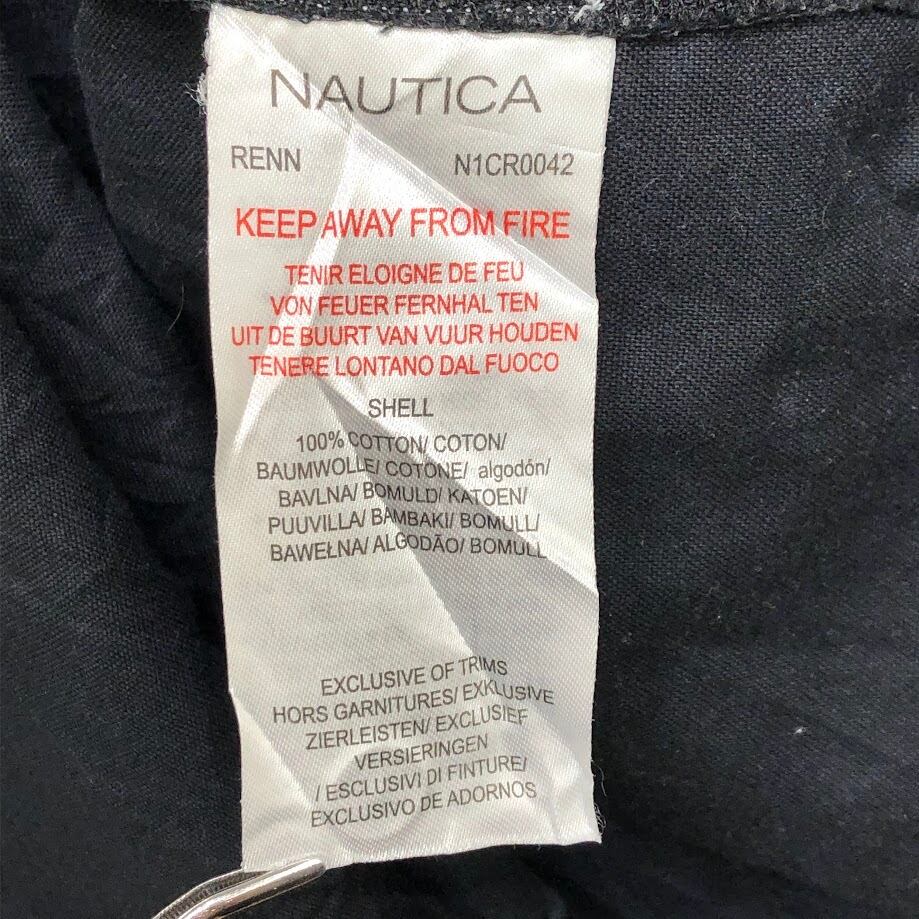 NAUTICA
RENN N1CR0042
KEEP AWAY FROM FIRE
TENIR ELOIGNE DE FEU
VON FEUER FERNHAL TEN
UIT DE BUURT VAN VUUR HOUDEN
TENERE LONTANO DAL FUOCO
SHELL
100% COTTON/ COTON/
BAUMWOLLE/ COTONE/ algodón/
BAVLNA/ BOMULD/ KATOEN/
PUUVILLA/ BAMBAKI/ BOMULL/
BAWEŁNA/ ALGODÃO/ BOMULL
EXCLUSIVE OF TRIMS
HORS GARNITURES/ EXKLUSIVE
ZIERLEISTEN/ EXCLUSIEF
VERSIERINGEN
/ ESCLUSIVI DI FINTURE/
EXCLUSIVO DE ADORNOS